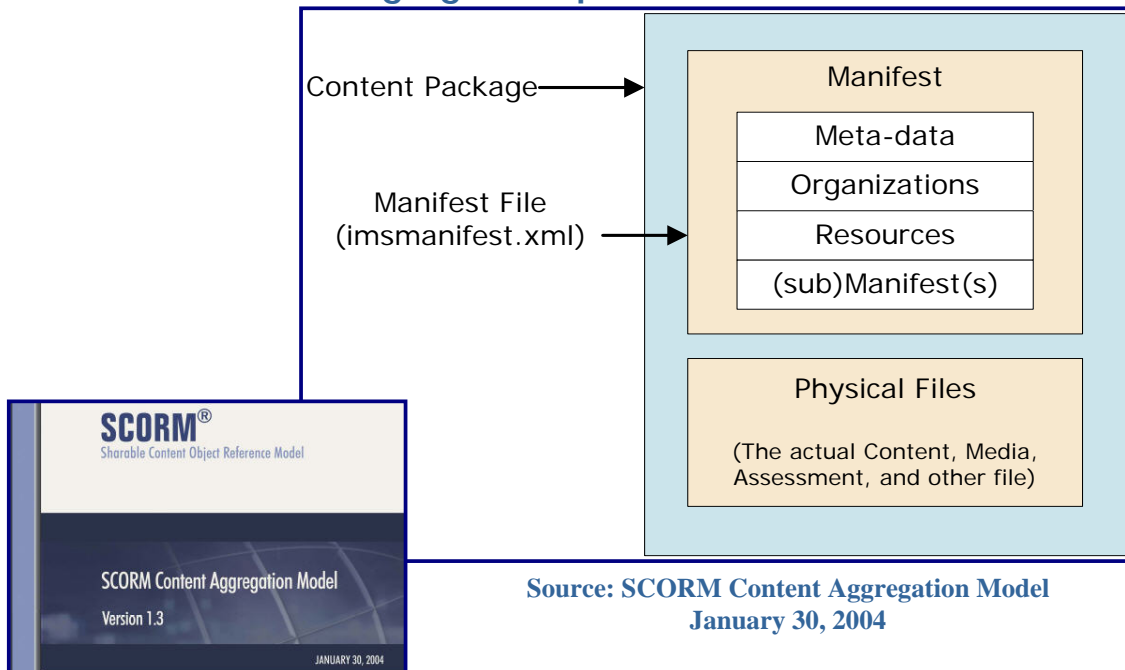 Content Package
Manifest File
(imsmanifest.xml)
Manifest
Meta-data
Organizations
Resources
(sub)Manifest(s)
Physical Files
(The actual Content, Media,
Assessment, and other file)
SCORM®
Sharable Content Object Reference Model
SCORM Content Aggregation Model
Version 1.3
JANUARY 30, 2004
Source: SCORM Content Aggregation Model
January 30, 2004